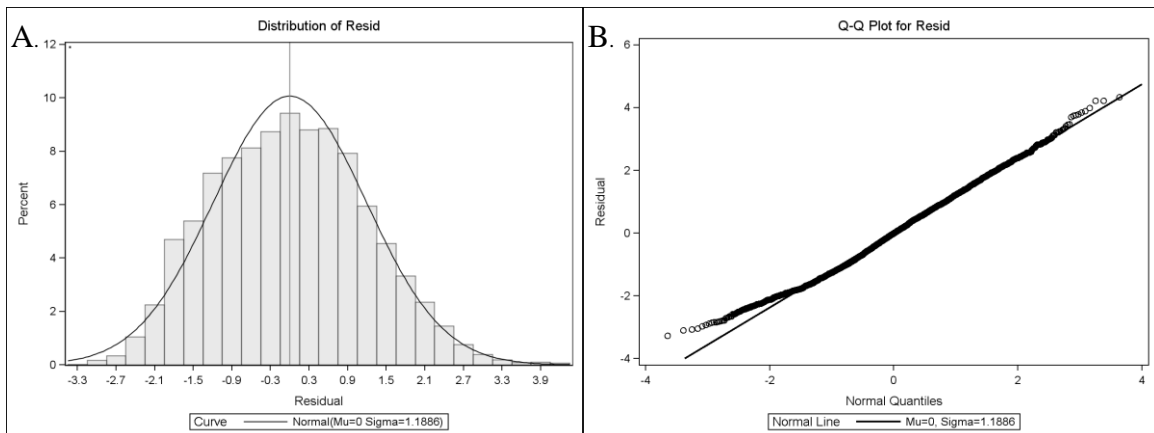 A.
Distribution of Resid
12
10
8
6
4
2
0
Percent
-3.3 -2.7 -2.1 -1.5 -0.9 -0.3 0.3 0.9 1.5 2.1 2.7 3.3 3.9
Residual
Curve Normal(Mu=0 Sigma=1.1886)
B.
Q-Q Plot for Resid
6
4
2
0
-2
-4
Residual
-4 -2 0 2 4
Normal Quantiles
Normal Line Mu=0, Sigma=1.1886